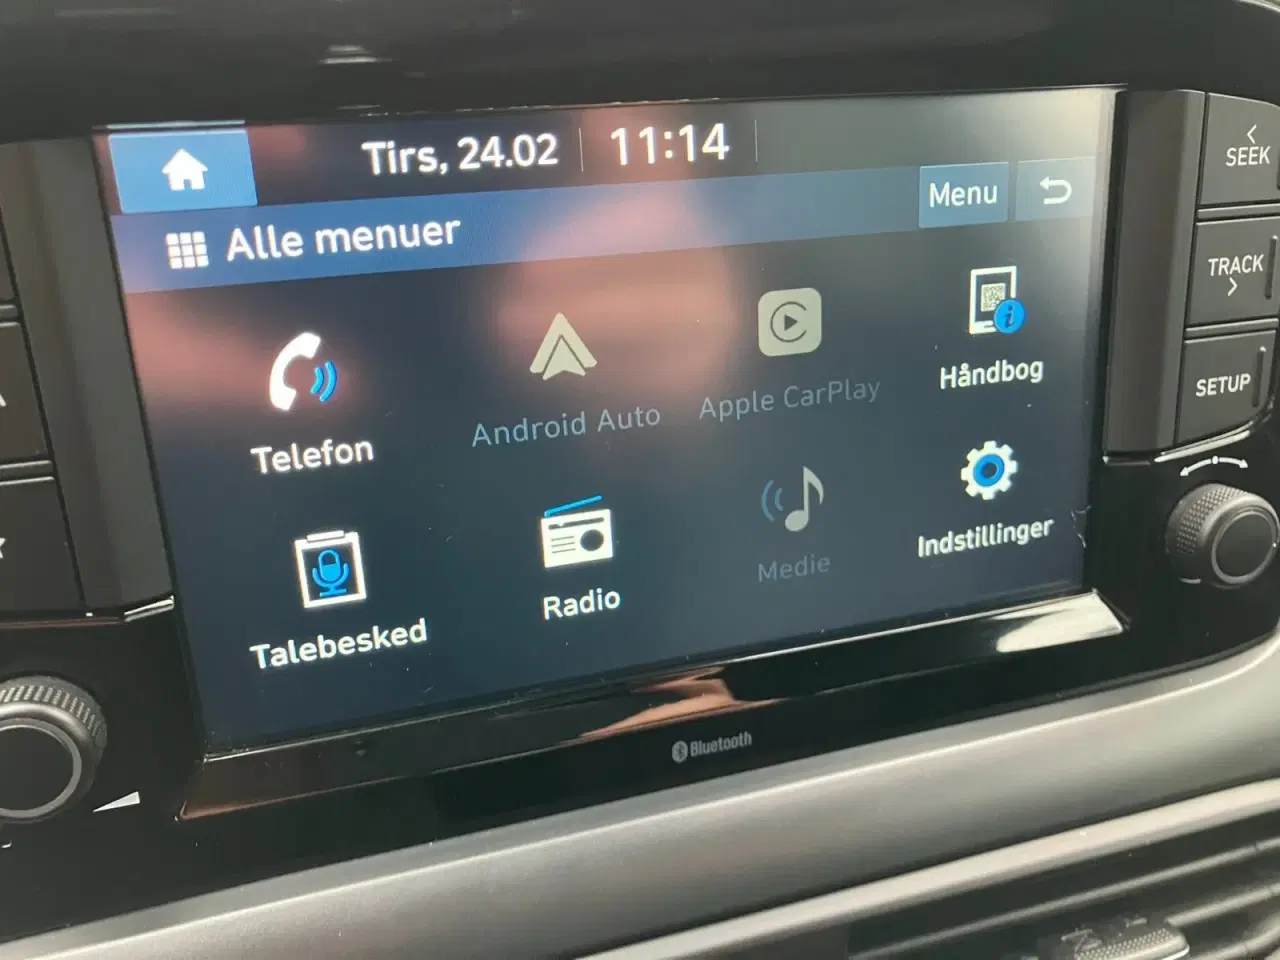 Tirs, 24.02 11:14
Alle menuer
Menu
Telefon
Android Auto
Apple CarPlay
Håndbog
Talebesked
Radio
Medie
Indstillinger
SEEK
TRACK
SETUP
Bluetooth